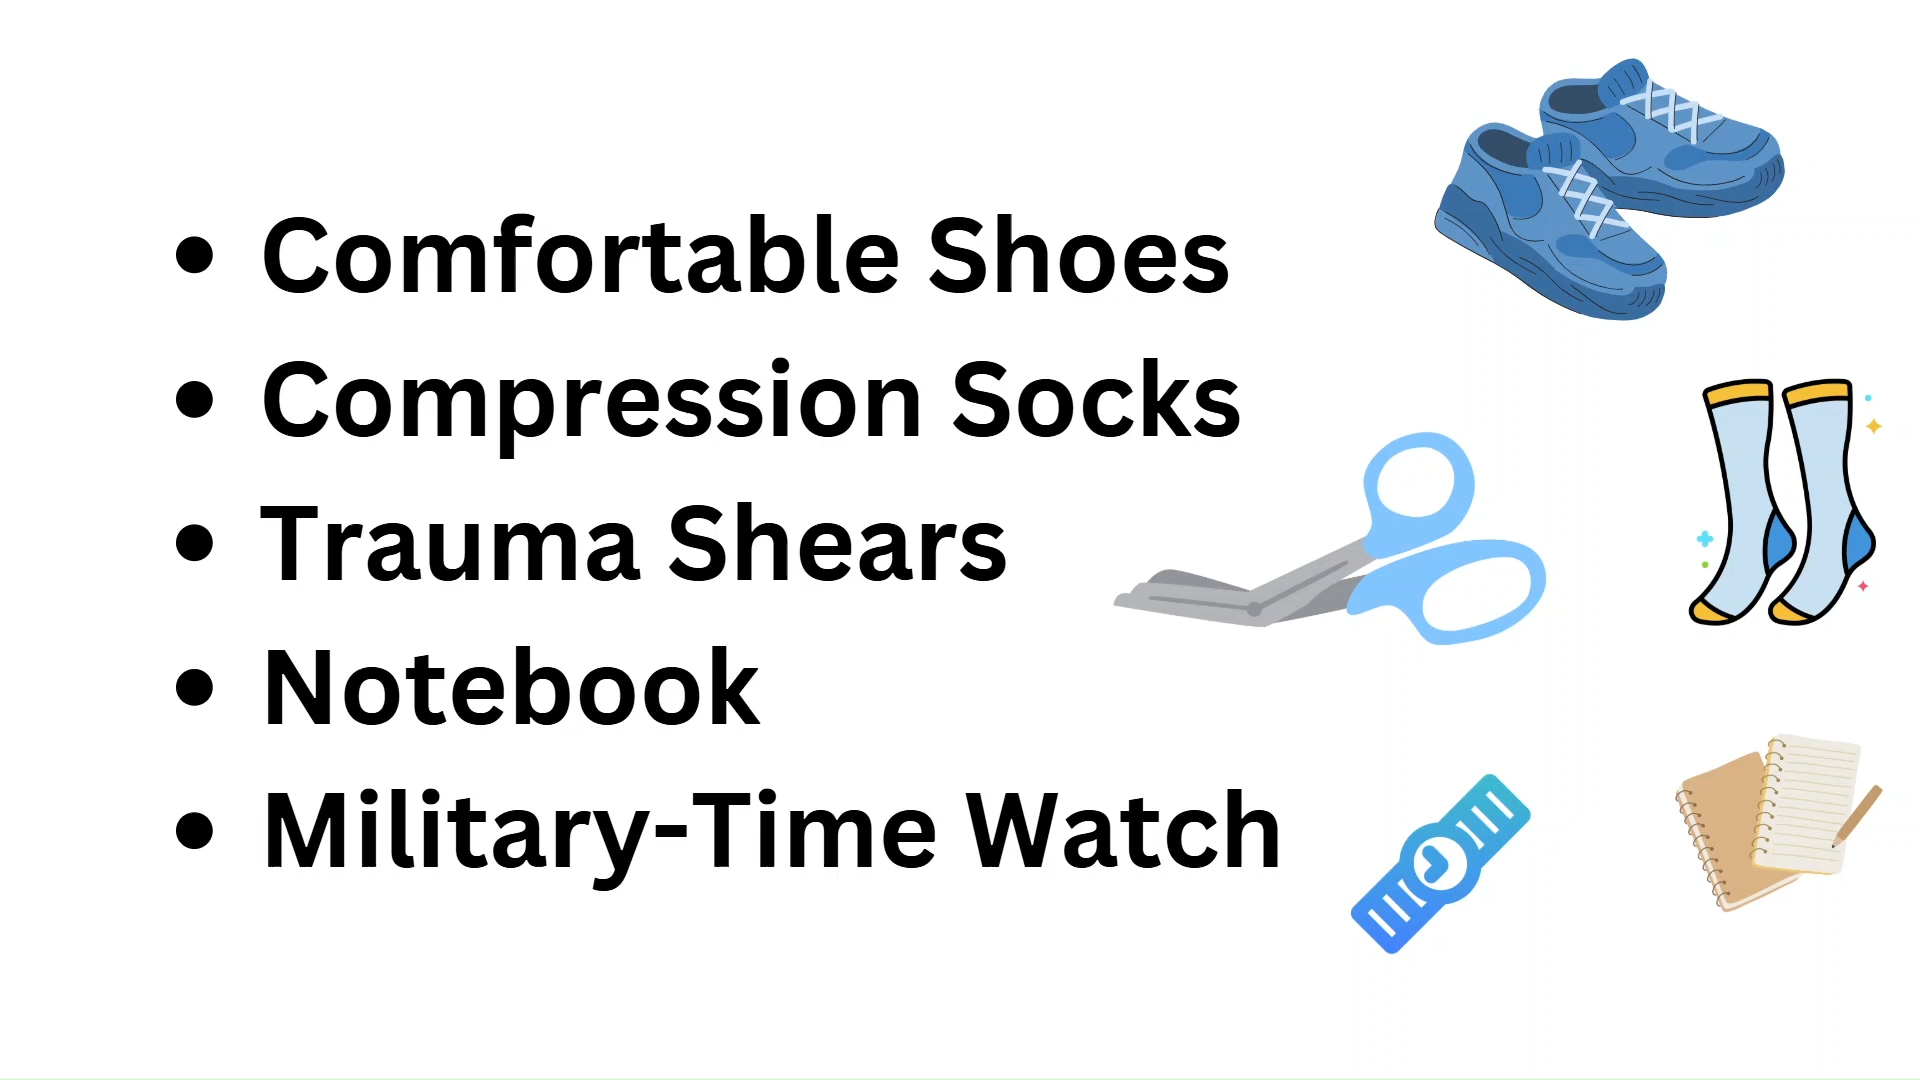 • Comfortable Shoes
• Compression Socks
• Trauma Shears
• Notebook
• Military-Time Watch